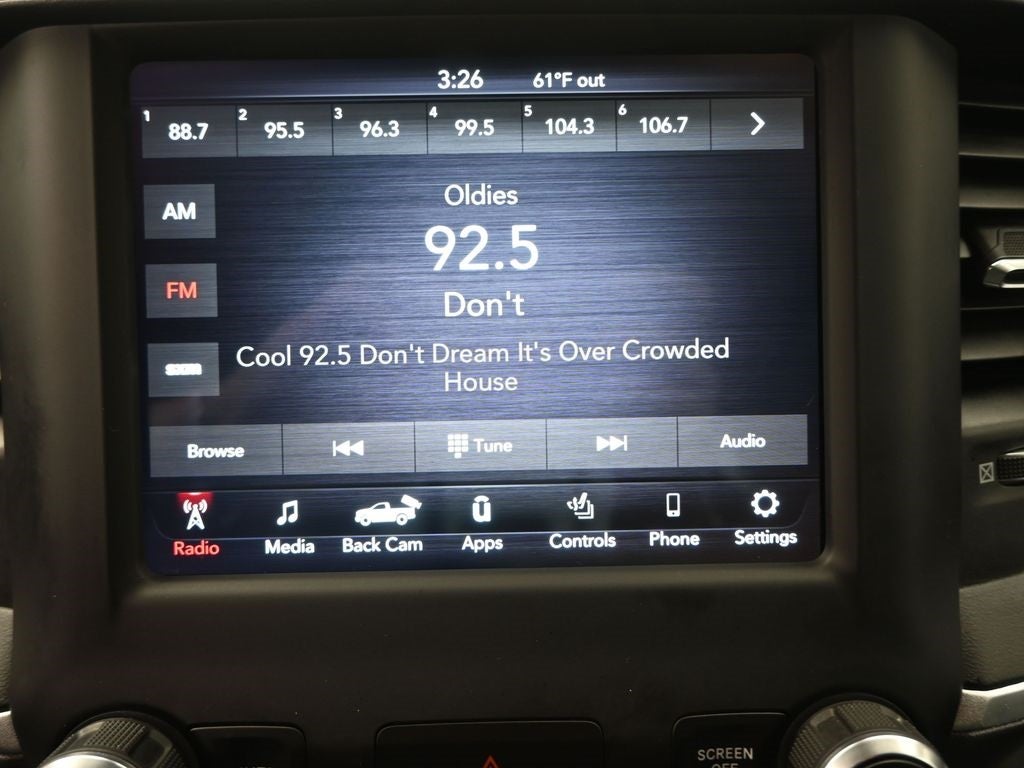 3:26 61°F out
1 88.7 2 95.5 3 96.3 4 99.5 5 104.3 6 106.7
Oldies
AM
92.5
FM
Don't
Cool 92.5 Don't Dream It's Over Crowded
House
SXM
Browse Tune Audio
Radio Media Back Cam Apps Controls Phone Settings
SCREEN
OFF